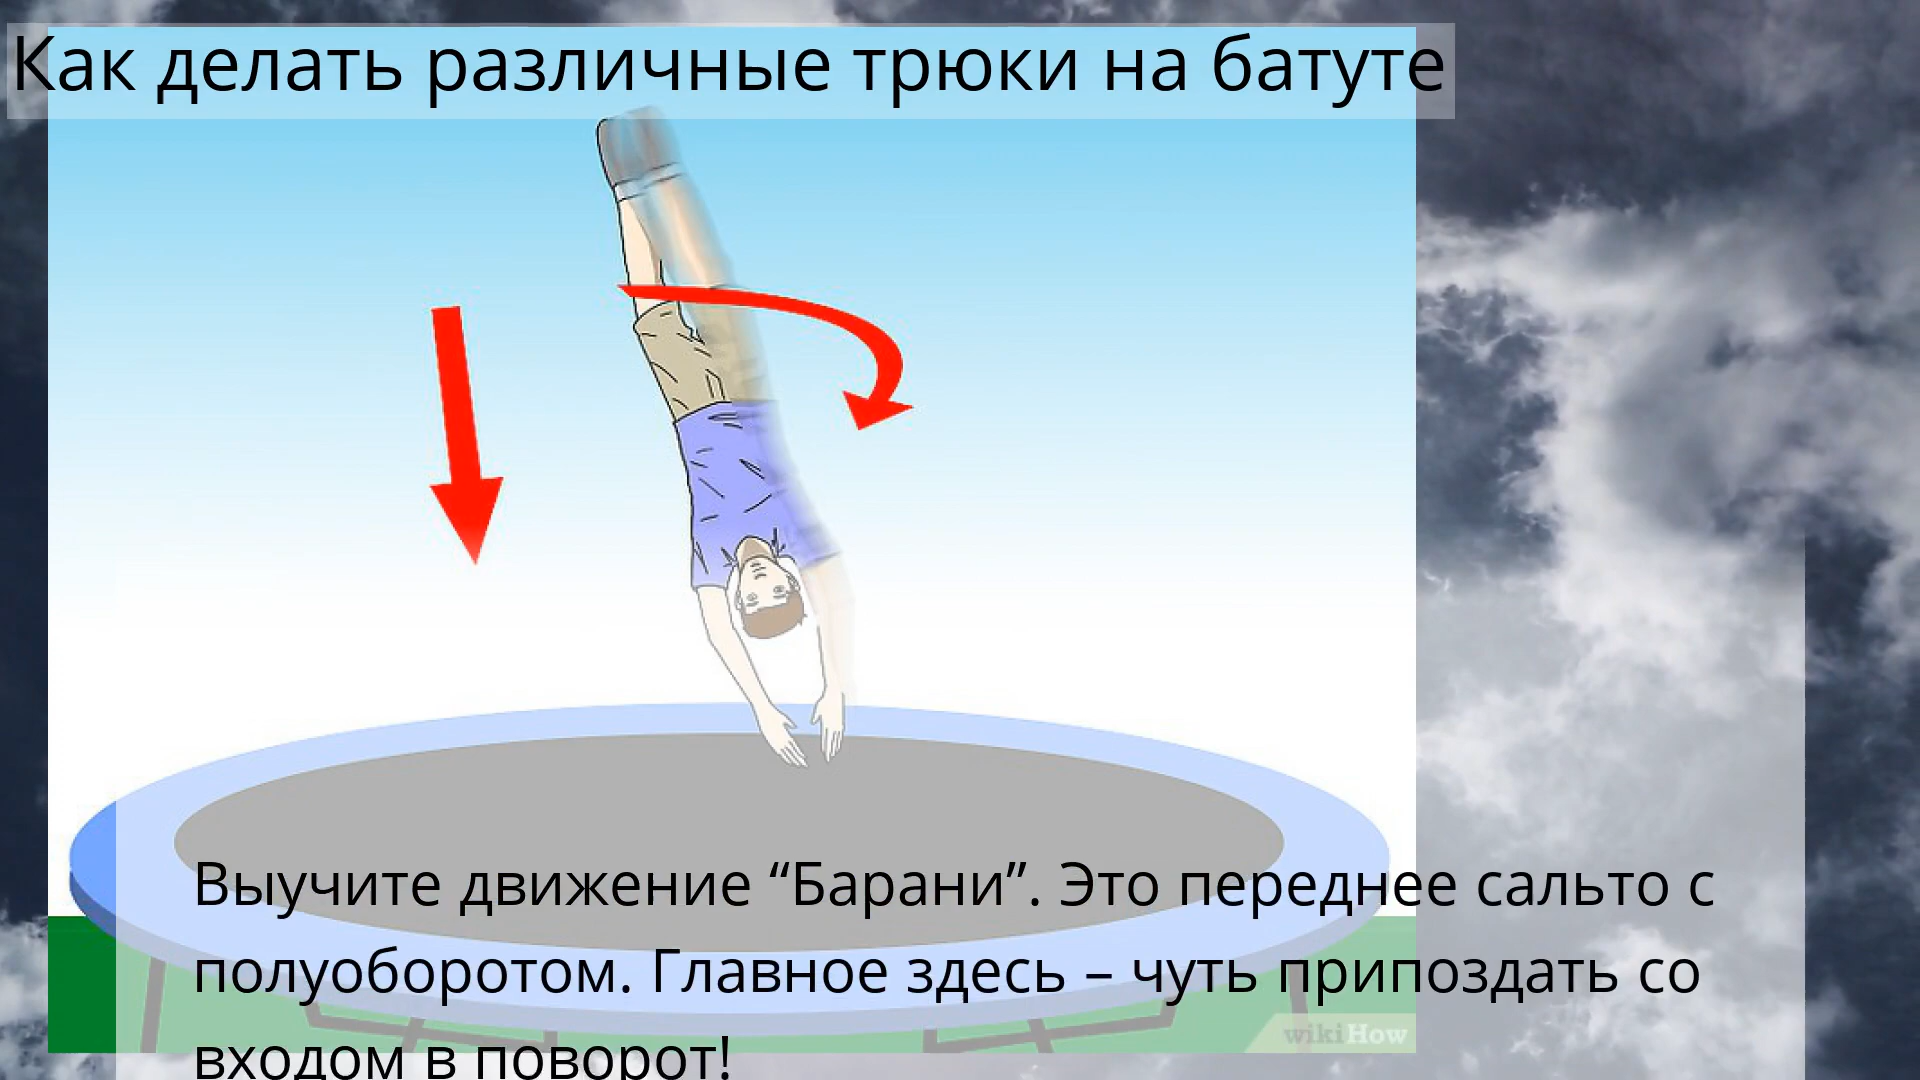 Как делать различные трюки на батуте
Выучите движение “Барани”. Это переднее сальто с
полуоборотом. Главное здесь – чуть припоздать со
входом в поворот!
wikiHow